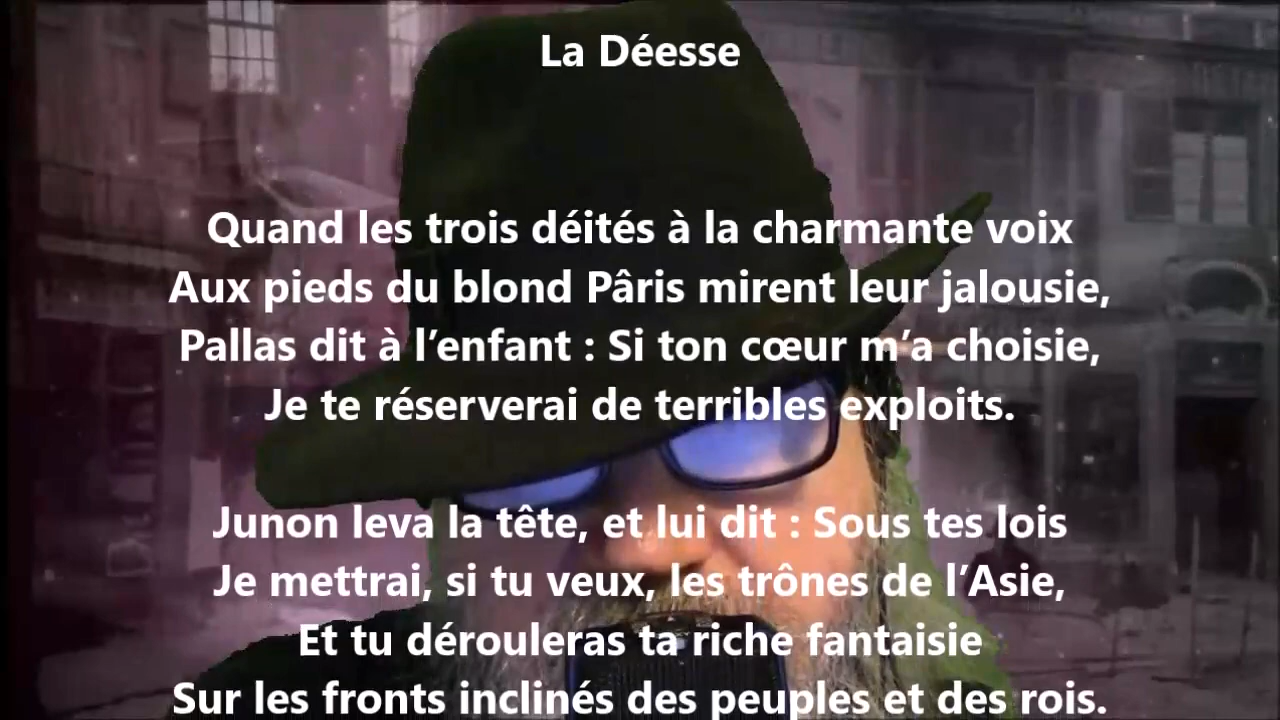 La Déesse
Quand les trois déités à la charmante voix
Aux pieds du blond Pâris mirent leur jalousie,
Pallas dit à l’enfant : Si ton cœur m’a choisie,
Je te réserverai de terribles exploits.
Junon leva la tête, et lui dit : Sous tes lois
Je mettrai, si tu veux, les trônes de l’Asie,
Et tu dérouleras ta riche fantaisie
Sur les fronts inclinés des peuples et des rois.